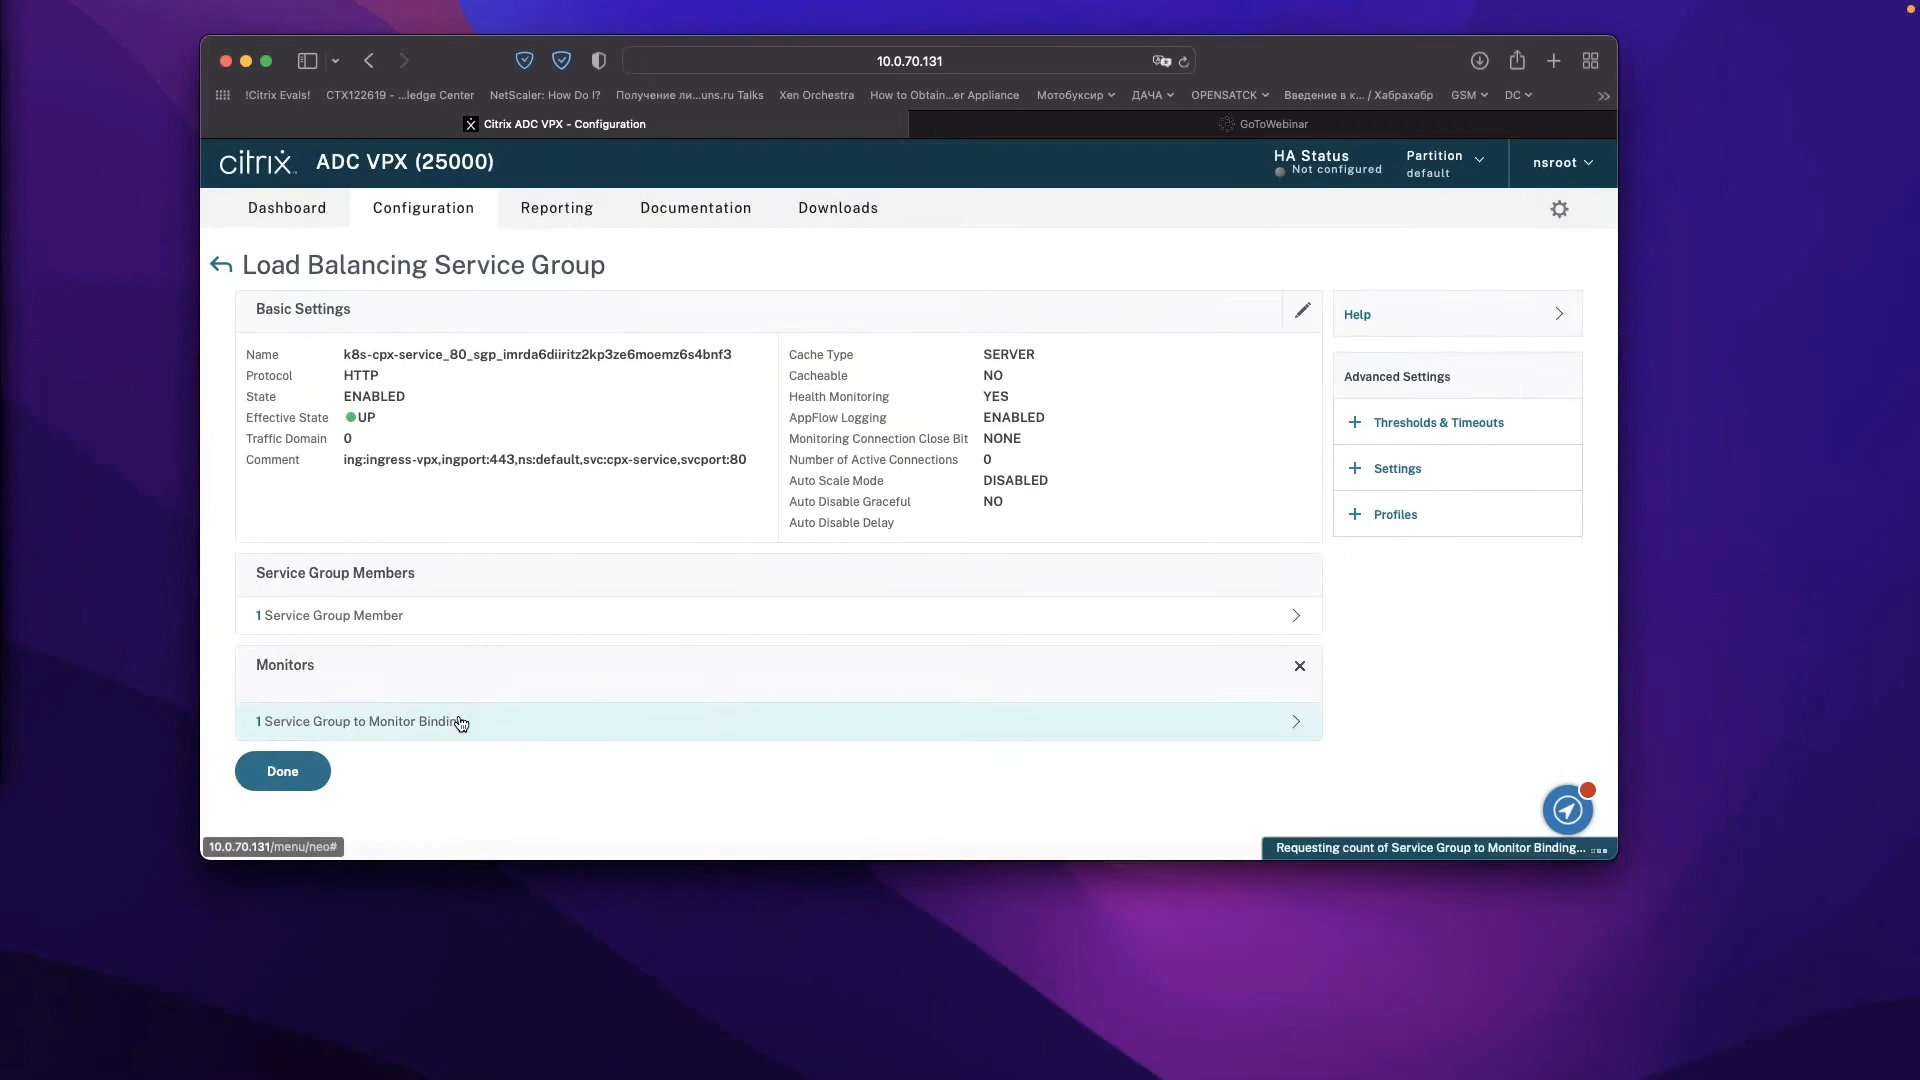 10.0.70.131
!Citrix Evals!
CTX122619 - ...ledge Center
NetScaler: How Do I?
Получение ли...uns.ru Talks
Xen Orchestra
How to Obtain...er Appliance
Мотобуксир
ДАЧА
OPENSATCK
Введение в к... / Хабрахабр
GSM
DC
Citrix ADC VPX - Configuration
GoToWebinar
citrix
ADC VPX (25000)
HA Status
Not configured
Partition
default
nsroot
Dashboard
Configuration
Reporting
Documentation
Downloads
Load Balancing Service Group
Basic Settings
Name k8s-cpx-service_80_sgp_imrda6diiritz2kp3ze6moemz6s4bnf3
Protocol HTTP
State ENABLED
Effective State UP
Traffic Domain 0
Comment ing:ingress-vpx,ingport:443,ns:default,svc:cpx-service,svcport:80
Cache Type SERVER
Cacheable NO
Health Monitoring YES
AppFlow Logging ENABLED
Monitoring Connection Close Bit NONE
Number of Active Connections 0
Auto Scale Mode DISABLED
Auto Disable Graceful NO
Auto Disable Delay
Help
Advanced Settings
Thresholds & Timeouts
Settings
Profiles
Service Group Members
1 Service Group Member
Monitors
1 Service Group to Monitor Binding
Done
10.0.70.131/menu/neo#
Requesting count of Service Group to Monitor Binding...